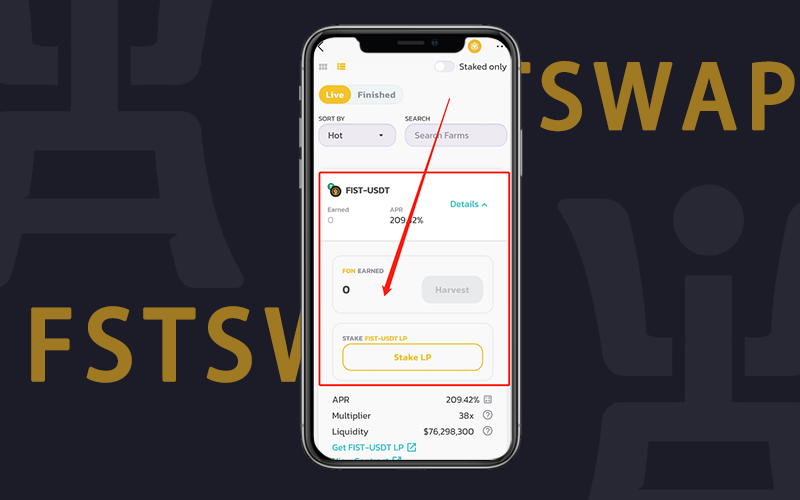 TSWAP
FSTSW
Staked only
Live
Finished
SORT BY
SEARCH
Hot
Search Farms
FIST-USDT
Earned
APR
0
209.42%
Details
FON EARNED
0
Harvest
STAKE FIST-USDT LP
Stake LP
APR
209.42%
Multiplier
38x
Liquidity
$76,298,300
Get FIST-USDT LP
View Contract